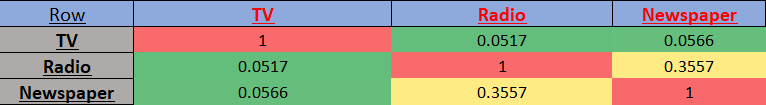 Row TV Radio Newspaper
TV 1 0.0517 0.0566
Radio 0.0517 1 0.3557
Newspaper 0.0566 0.3557 1